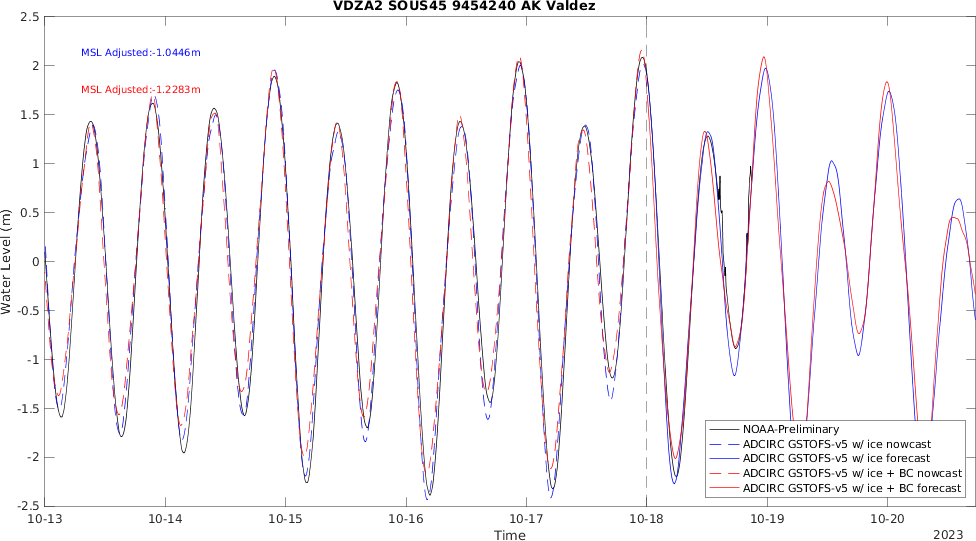 VDZA2 SOUS45 9454240 AK Valdez
MSL Adjusted:-1.0446m
MSL Adjusted:-1.2283m
Water Level (m)
2.5
2
1.5
1
0.5
0
-0.5
-1
-1.5
-2
-2.5
NOAA-Preliminary
ADCIRC GSTOFS-v5 w/ ice nowcast
ADCIRC GSTOFS-v5 w/ ice forecast
ADCIRC GSTOFS-v5 w/ ice + BC nowcast
ADCIRC GSTOFS-v5 w/ ice + BC forecast
10-13 10-14 10-15 10-16 10-17 10-18 10-19 10-20
Time
2023